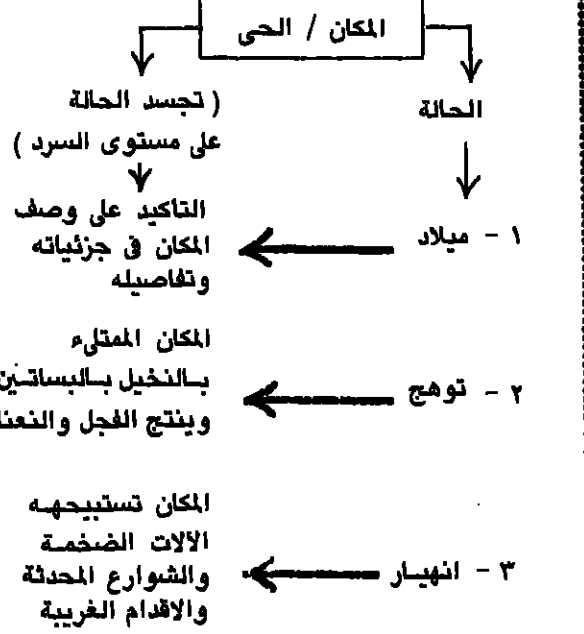 المكان / الحى
الحالة
( تجسد الحالة
على مستوى السرد )
١ - ميلاد
التاكيد على وصف
المكان فى جزئياته
وتفاصيله
٢ - توهج
المكان الممتلىء
بالنخيل بالبساتين
وينتج الفجل والنعنا
٣ - انهيار
المكان تستبيحهه
الآلات الضخمة
والشوارع المحدثة
والاقدام الغريبة